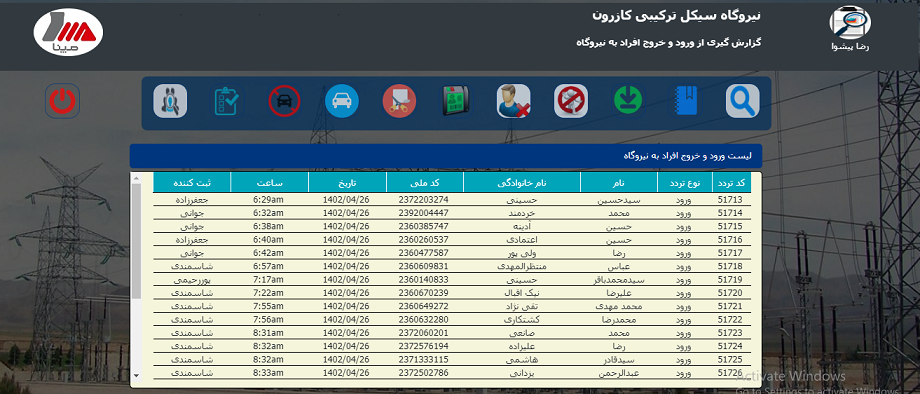 نیروگاه سیکل ترکیبی کازرون
گزارش گیری از ورود و خروج افراد به نیروگاه
رضا پیشوا
مپنا
لیست ورود و خروج افراد به نیروگاه
کد تردد نوع تردد نام نام خانوادگی کد ملی تاریخ ساعت ثبت کننده
51713 ورود سیدحسین حسینی 2372203274 1402/04/26 6:29am جعفرزاده
51714 ورود محمد خردمند 2392004447 1402/04/26 6:32am جوانی
51715 ورود حسین آدینه 2360385747 1402/04/26 6:38am جوانی
51716 ورود حسین اعتمادی 2360260537 1402/04/26 6:40am جعفرزاده
51717 ورود رضا ولی پور 2360477587 1402/04/26 6:42am جوانی
51718 ورود عباس منتظرالمهدی 2360609831 1402/04/26 6:57am شاسمندی
51719 ورود سیدمحمدباقر حسینی 2360140833 1402/04/26 7:17am پوررحیمی
51720 ورود علیرضا نیک اقبال 2360670239 1402/04/26 7:22am شاسمندی
51721 ورود محمد مهدی تقی نژاد 2360649272 1402/04/26 7:55am شاسمندی
51722 ورود محمدرضا کشتکاری 2360632280 1402/04/26 7:56am شاسمندی
51723 ورود محمد صانعی 2372060201 1402/04/26 8:31am شاسمندی
51724 ورود رضا علیزاده 2372576194 1402/04/26 8:32am شاسمندی
51725 ورود سیدقادر هاشمی 2371333115 1402/04/26 8:32am شاسمندی
51726 ورود عبدالرحمن یزدانی 2372502786 1402/04/26 8:33am شاسمندی
Activate Windows
Go to Settings to activate Windows.